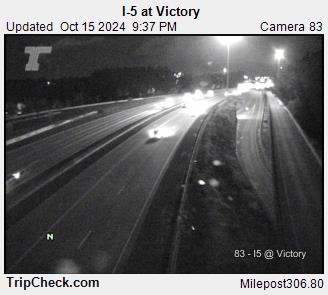 I-5 at Victory
Updated Oct 15 2024 9:37 PM Camera 83
T
N
83 - I5 @ Victory
TripCheck.com Milepost306.80